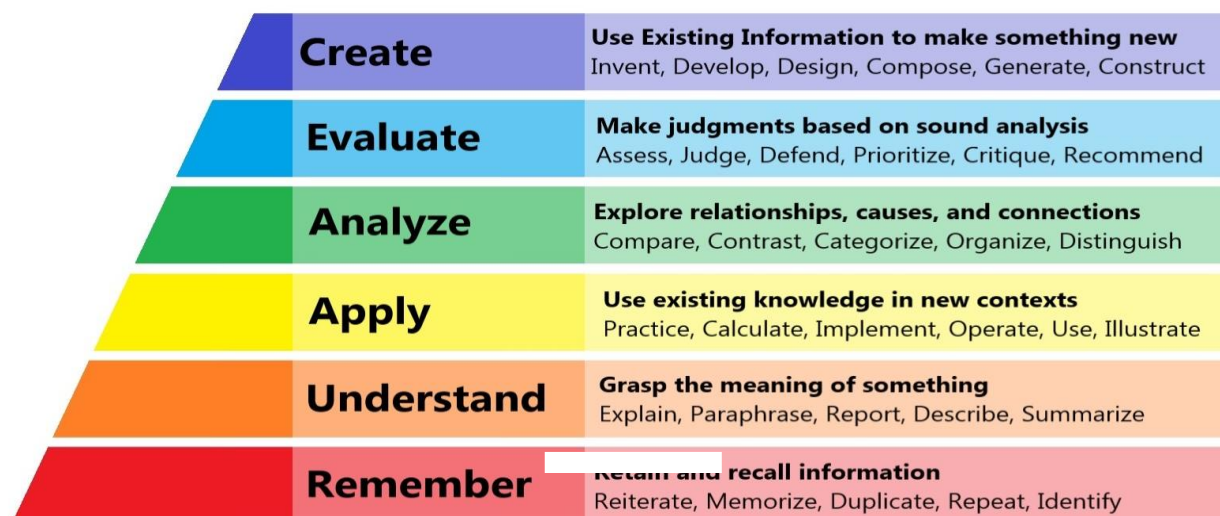 Create
Use Existing Information to make something new
Invent, Develop, Design, Compose, Generate, Construct
Evaluate
Make judgments based on sound analysis
Assess, Judge, Defend, Prioritize, Critique, Recommend
Analyze
Explore relationships, causes, and connections
Compare, Contrast, Categorize, Organize, Distinguish
Apply
Use existing knowledge in new contexts
Practice, Calculate, Implement, Operate, Use, Illustrate
Understand
Grasp the meaning of something
Explain, Paraphrase, Report, Describe, Summarize
Remember
Retain and recall information
Reiterate, Memorize, Duplicate, Repeat, Identify